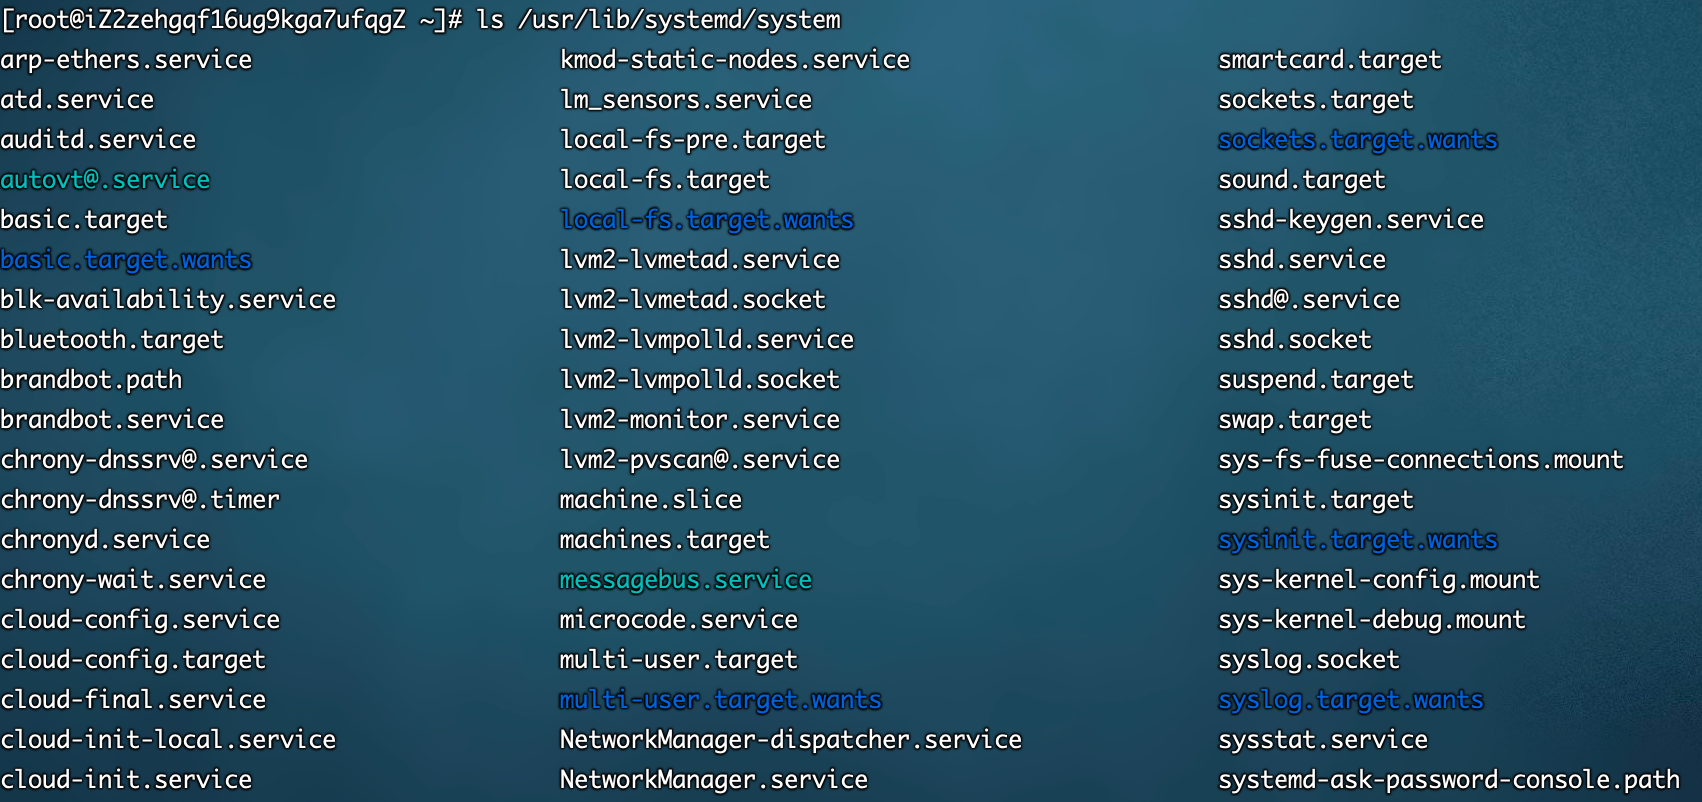 [root@iZ2zehgqf16ug9kga7ufqgZ ~]# ls /usr/lib/systemd/system
arp-ethers.service kmod-static-nodes.service smartcard.target
atd.service lm_sensors.service sockets.target
auditd.service local-fs-pre.target sockets.target.wants
autovt@.service local-fs.target sound.target
basic.target local-fs.target.wants sshd-keygen.service
basic.target.wants lvm2-lvmetad.service sshd.service
blk-availability.service lvm2-lvmetad.socket sshd@.service
bluetooth.target lvm2-lvmpolld.service sshd.socket
brandbot.path lvm2-lvmpolld.socket suspend.target
brandbot.service lvm2-monitor.service swap.target
chrony-dnssrv@.service lvm2-pvscan@.service sys-fs-fuse-connections.mount
chrony-dnssrv@.timer machine.slice sysinit.target
chronyd.service machines.target sysinit.target.wants
chrony-wait.service messagebus.service sys-kernel-config.mount
cloud-config.service microcode.service sys-kernel-debug.mount
cloud-config.target multi-user.target syslog.socket
cloud-final.service multi-user.target.wants syslog.target.wants
cloud-init-local.service NetworkManager-dispatcher.service sysstat.service
cloud-init.service NetworkManager.service systemd-ask-password-console.path